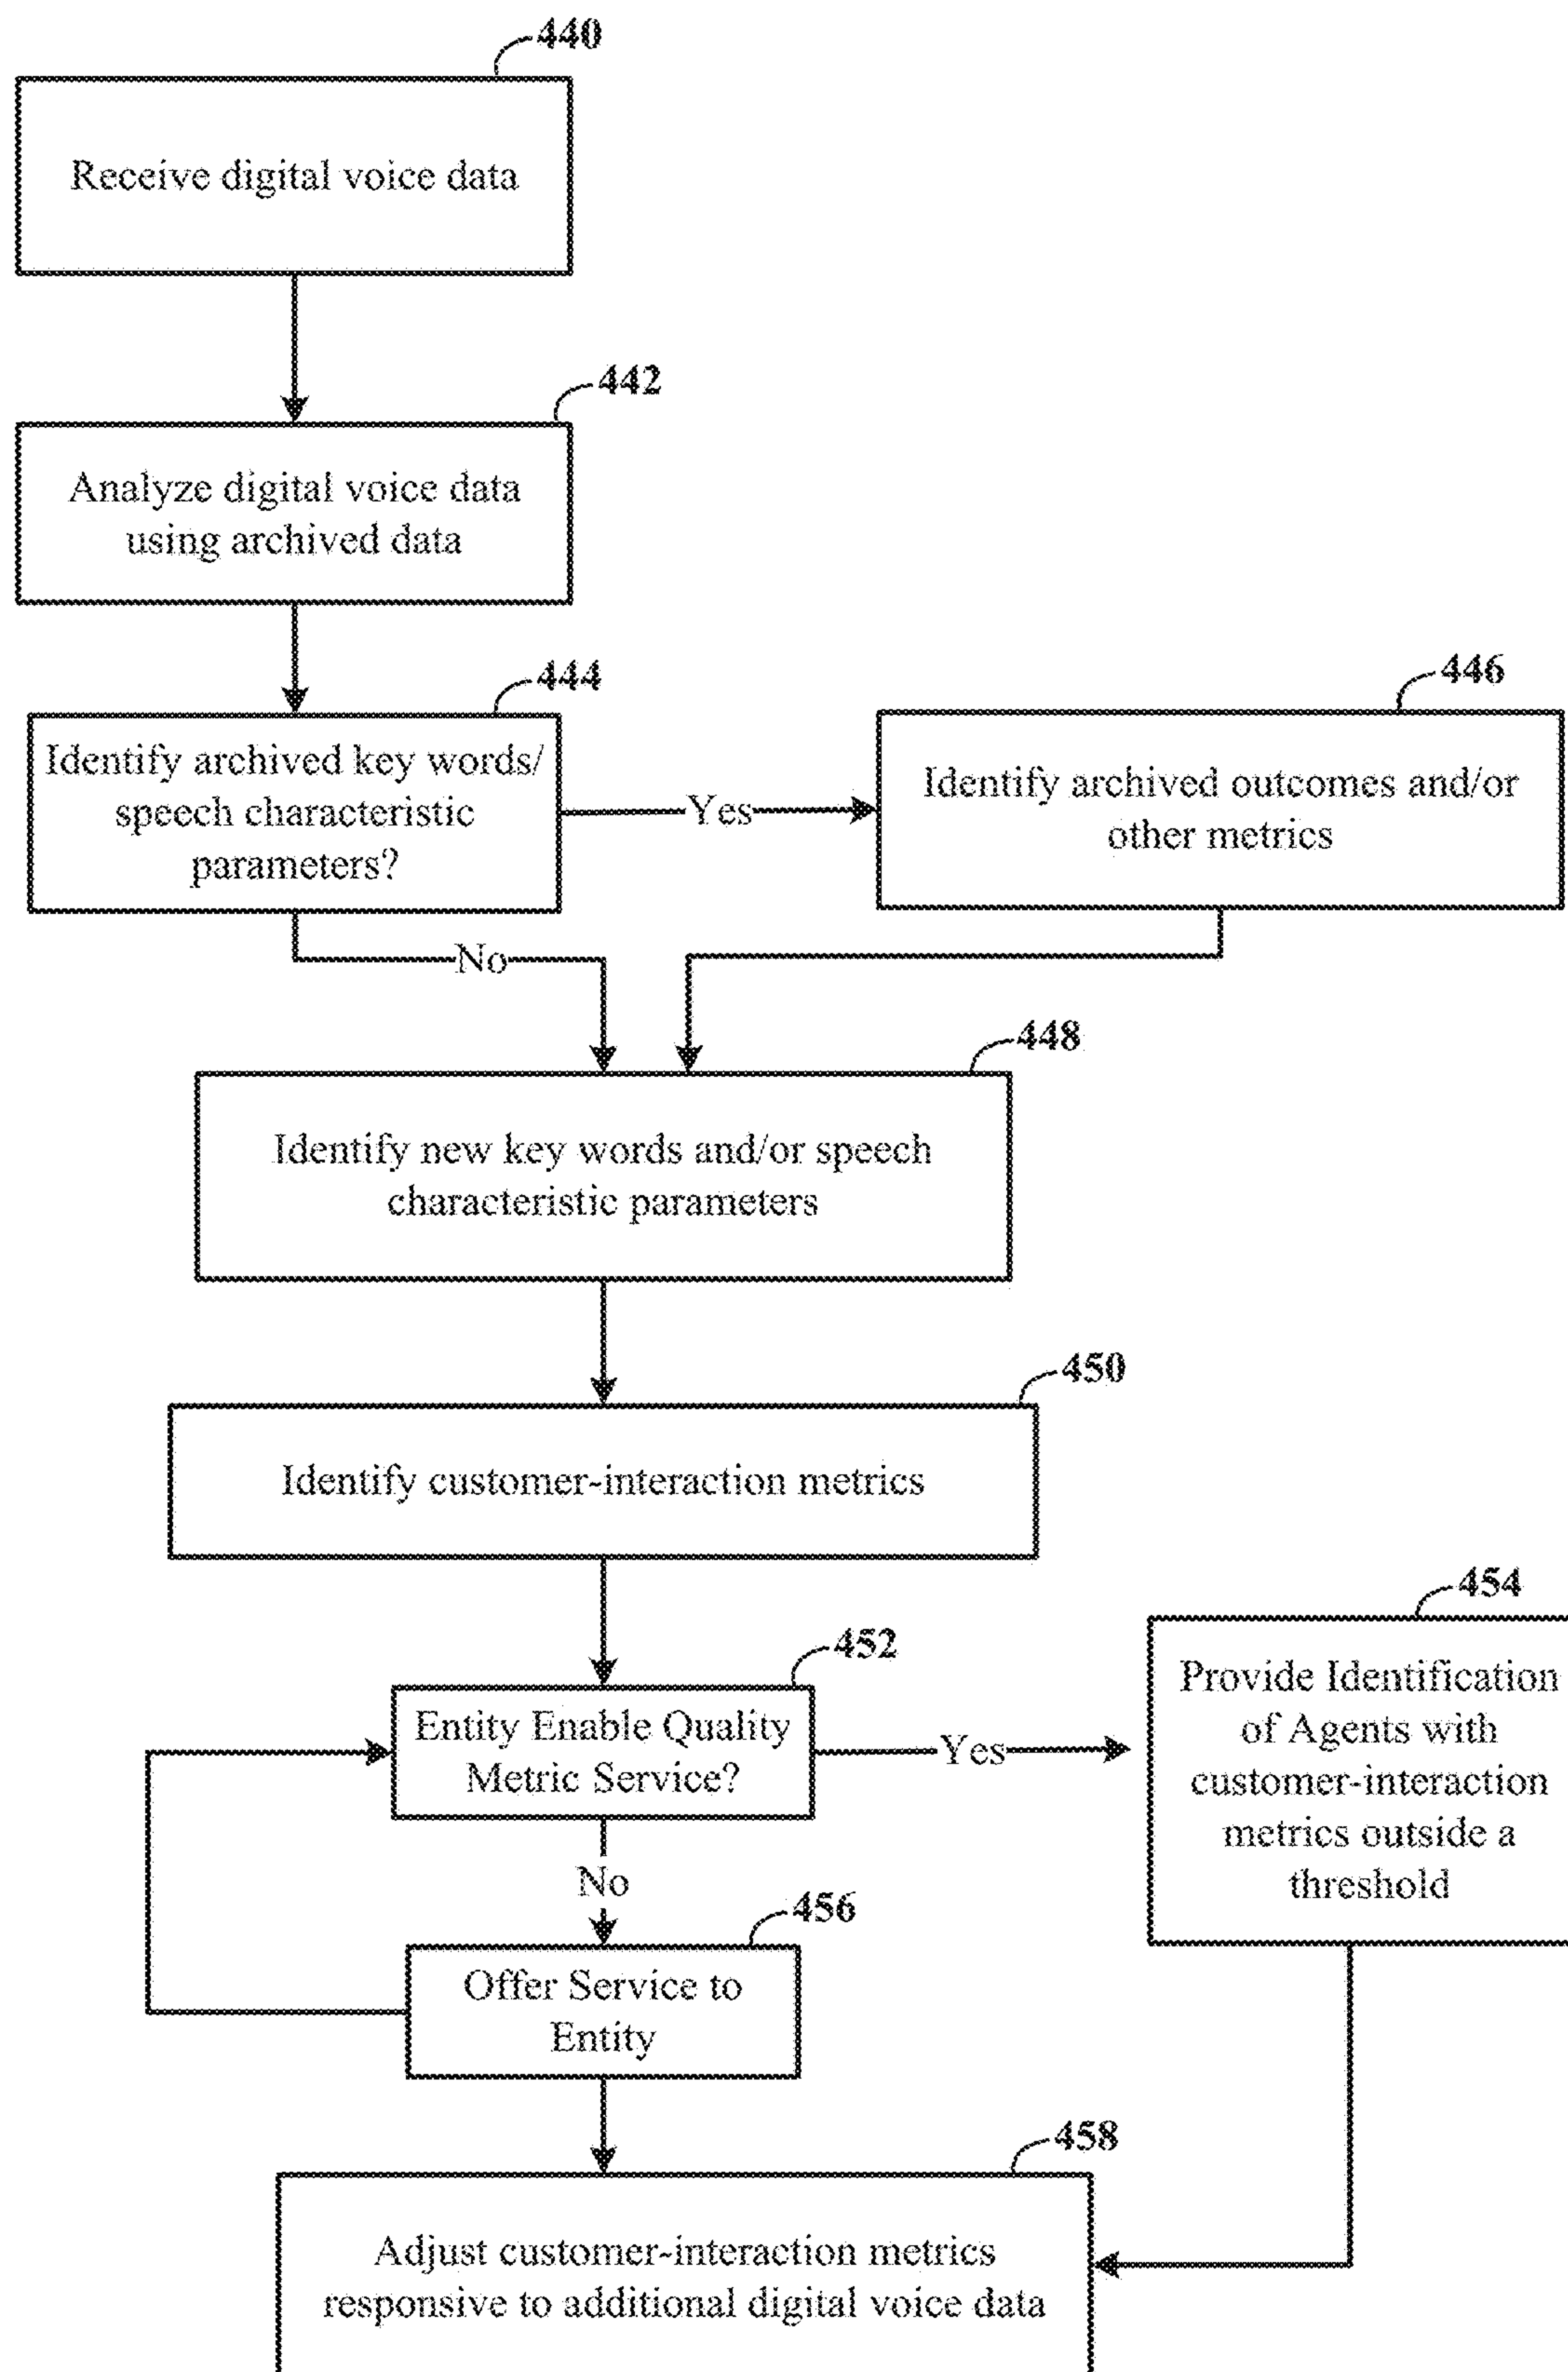 440
Receive digital voice data
442
Analyze digital voice data
using archived data
444
Identify archived key words/
speech characteristic
parameters?
Yes
446
Identify archived outcomes and/or
other metrics
No
448
Identify new key words and/or speech
characteristic parameters
450
Identify customer-interaction metrics
452
Entity Enable Quality
Metric Service?
Yes
454
Provide Identification
of Agents with
customer-interaction
metrics outside a
threshold
No
456
Offer Service to
Entity
458
Adjust customer-interaction metrics
responsive to additional digital voice data